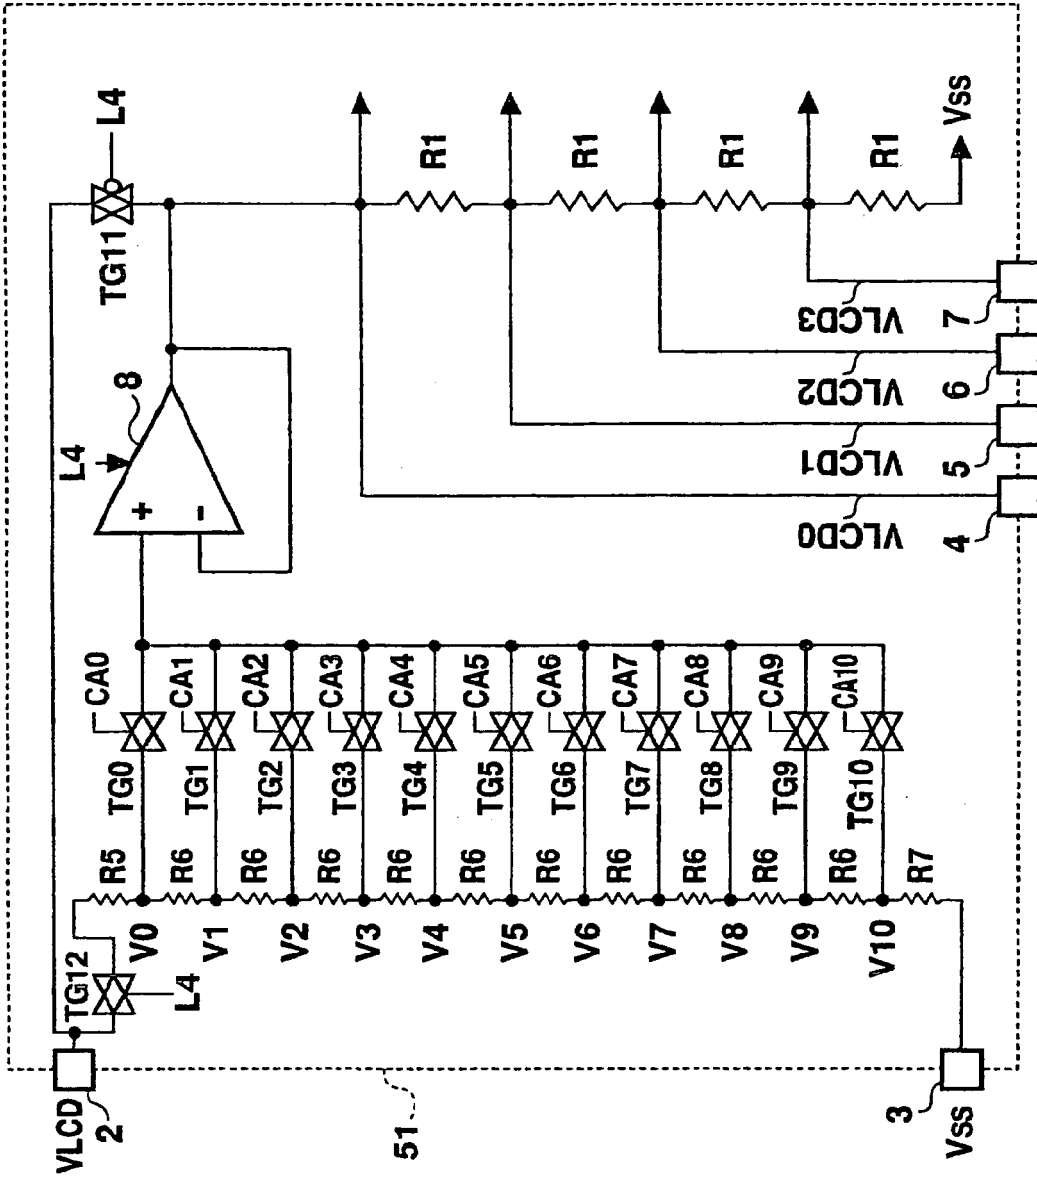 VLCD
2
TG12
L4
R5
V0
R6
V1
R6
V2
R6
V3
R6
V4
R6
V5
R6
V6
R6
V7
R6
V8
R6
V9
R6
V10
R7
3
Vss
51
TG0
CA0
TG1
CA1
TG2
CA2
TG3
CA3
TG4
CA4
TG5
CA5
TG6
CA6
TG7
CA7
TG8
CA8
TG9
CA9
TG10
CA10
+
-
L4
8
TG11
L4
R1
R1
R1
R1
Vss
VLCD0
4
VLCD1
5
VLCD2
6
VLCD3
7